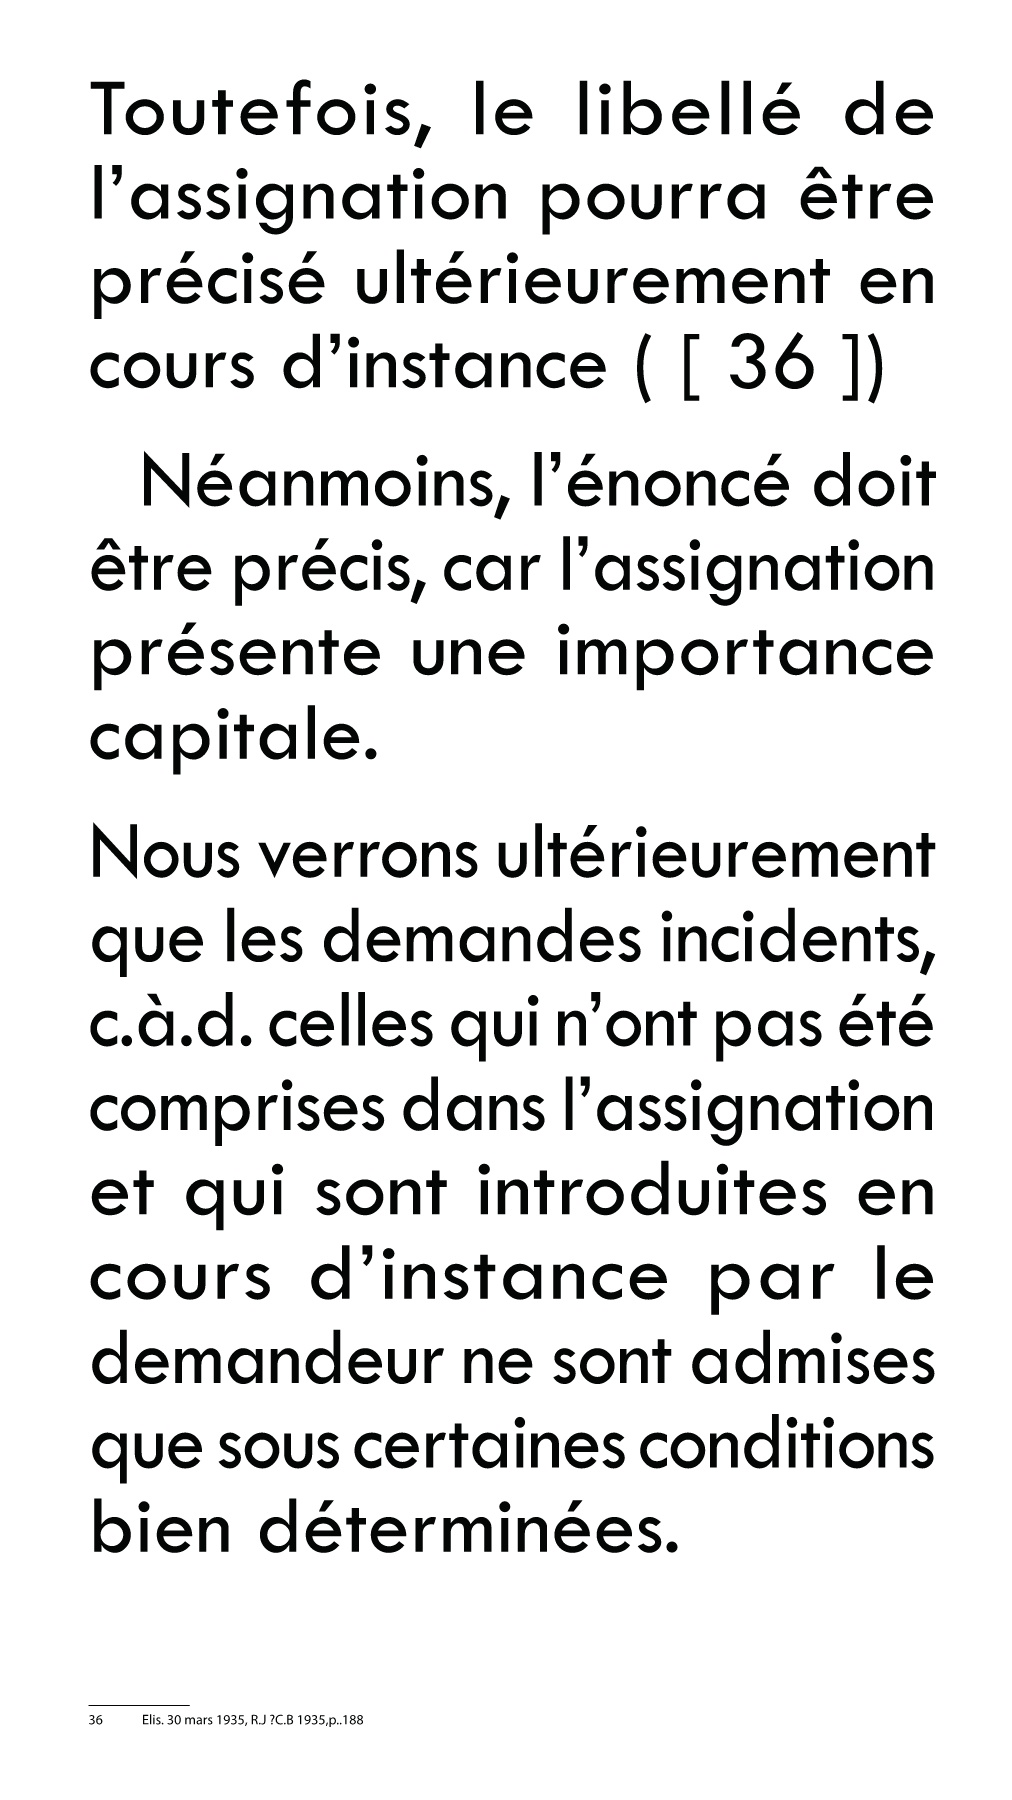 Toutefois, le libellé de
l’assignation pourra être
précisé ultérieurement en
cours d’instance ( [ 36 ])
Néanmoins, l’énoncé doit
être précis, car l’assignation
présente une importance
capitale.
Nous verrons ultérieurement
que les demandes incidents,
c.à.d. celles qui n’ont pas été
comprises dans l’assignation
et qui sont introduites en
cours d’instance par le
demandeur ne sont admises
que sous certaines conditions
bien déterminées.
36 Elis. 30 mars 1935, R.J ?C.B 1935,p..188